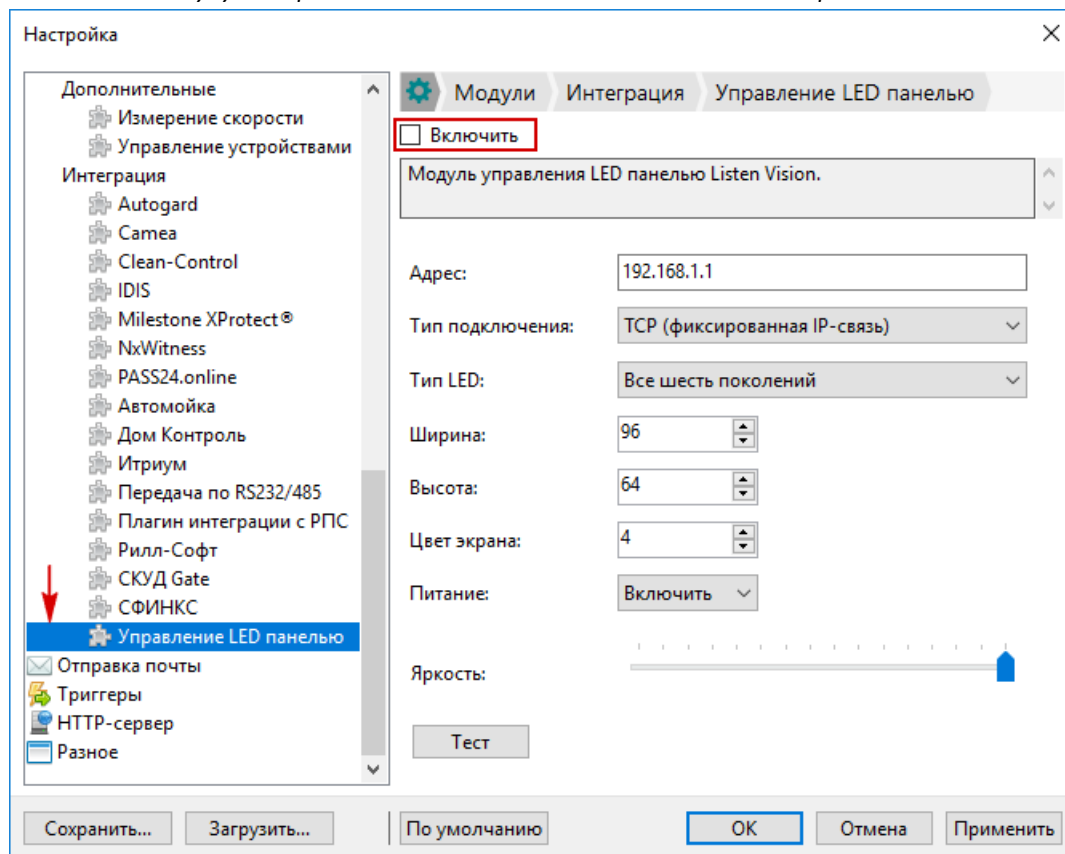 Настройка
Дополнительные
Измерение скорости
Управление устройствами
Интеграция
Autogard
Camea
Clean-Control
IDIS
Milestone XProtect®
NxWitness
PASS24.online
Автомойка
Дом Контроль
Итриум
Передача по RS232/485
Плагин интеграции с РПС
Рилл-Софт
СКУД Gate
СФИНКС
Управление LED панелью
Отправка почты
Триггеры
HTTP-сервер
Разное
Модули Интеграция Управление LED панелью
Включить
Модуль управления LED панелью Listen Vision.
Адрес: 192.168.1.1
Тип подключения: TCP (фиксированная IP-связь)
Тип LED: Все шесть поколений
Ширина: 96
Высота: 64
Цвет экрана: 4
Питание: Включить
Яркость:
Тест
Сохранить... Загрузить... По умолчанию OK Отмена Применить